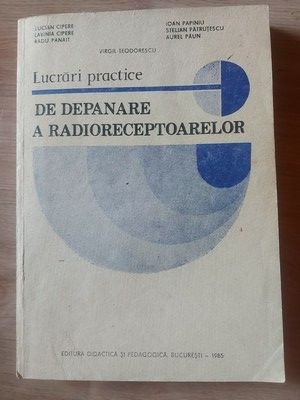 LUCIAN CIPERE
LAVINIA CIPERE
RADU PANAIT
IOAN PAPINIU
STELIAN PĂTRUȚESCU
AUREL PĂUN
VIRGIL TEODORESCU
Lucrări practice
DE DEPANARE
A RADIORECEPTOARELOR
EDITURA DIDACTICĂ ȘI PEDAGOGICĂ, BUCUREȘTI – 1985